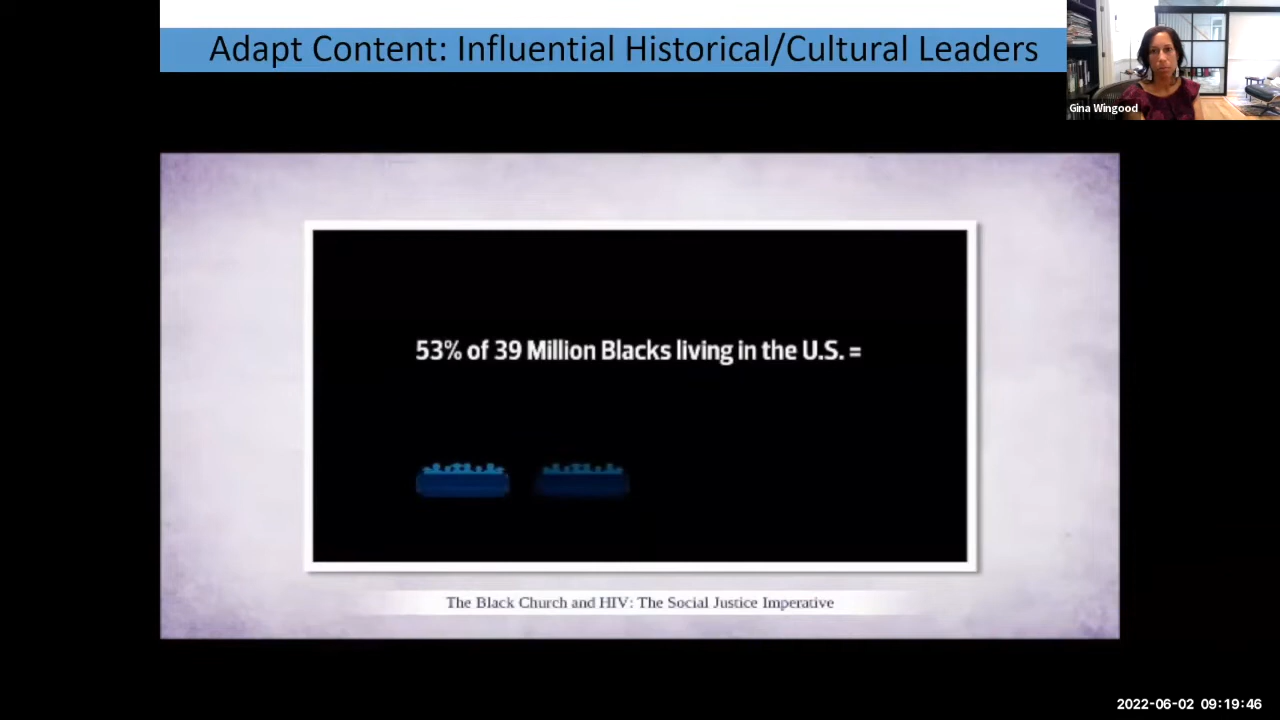 Adapt Content: Influential Historical/Cultural Leaders
Gina Wingood
53% of 39 Million Blacks living in the U.S. =
The Black Church and HIV: The Social Justice Imperative
2022-06-02 09:19:46